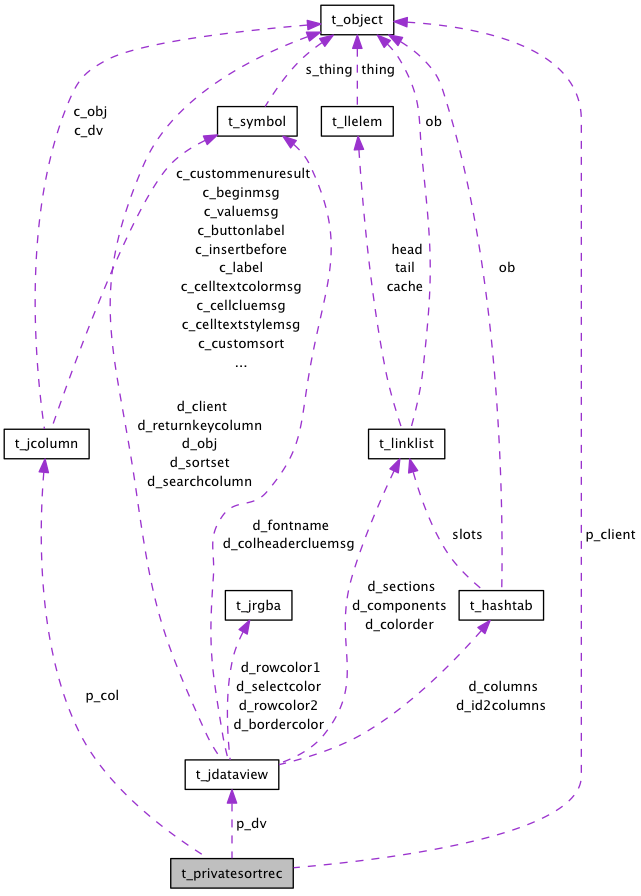 t_object
s_thing
thing
c_obj
c_dv
t_symbol
t_llelem
ob
c_custommenuresult
c_beginmsg
c_valuemsg
c_buttonlabel
c_insertbefore
c_label
c_celltextcolormsg
c_cellcluemsg
c_celltextstylemsg
c_customsort
...
head
tail
cache
ob
d_client
d_returnkeycolumn
d_obj
d_sortset
d_searchcolumn
t_jcolumn
t_linklist
d_fontname
d_colheadercluemsg
slots
p_client
t_jrgba
d_sections
d_components
d_colorder
t_hashtab
p_col
d_rowcolor1
d_selectcolor
d_rowcolor2
d_bordercolor
d_columns
d_id2columns
t_jdataview
p_dv
t_privatesortrec